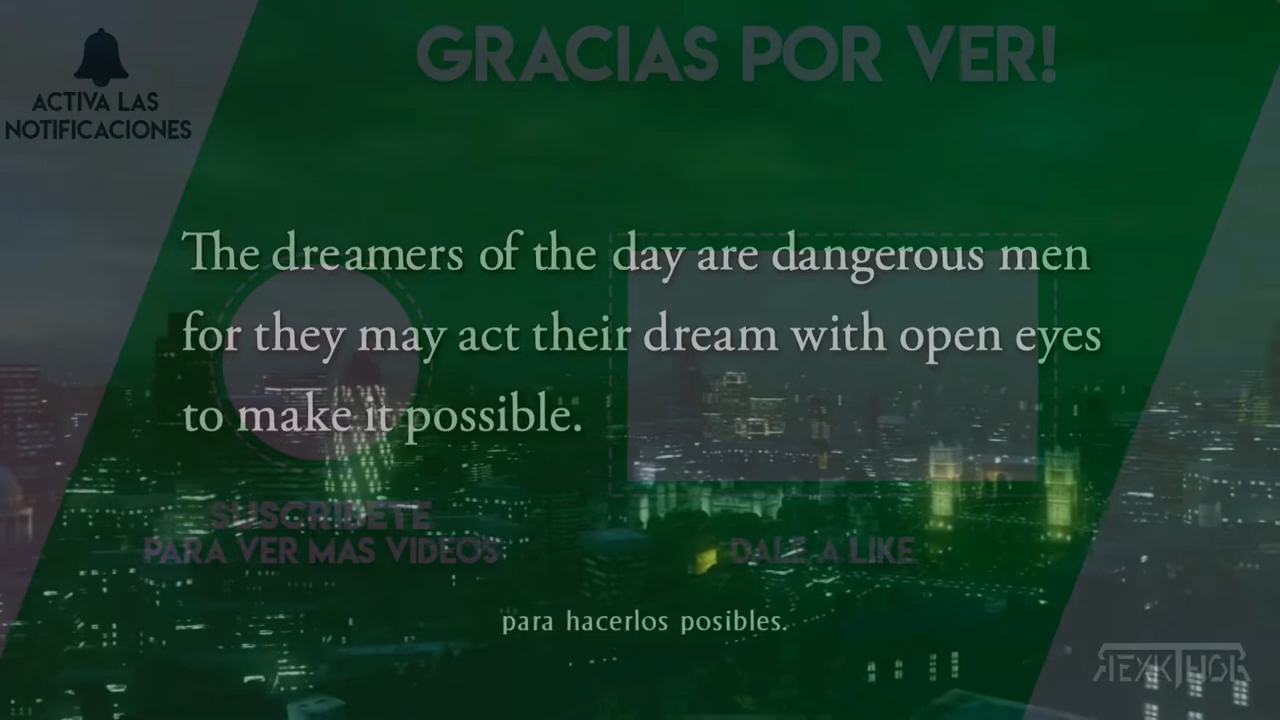 GRACIAS POR VER!
ACTIVA LAS
NOTIFICACIONES
The dreamers of the day are dangerous men
for they may act their dream with open eyes
to make it possible.
SUSCRIBETE
PARA VER MAS VIDEOS
DALE A LIKE
para hacerlos posibles.